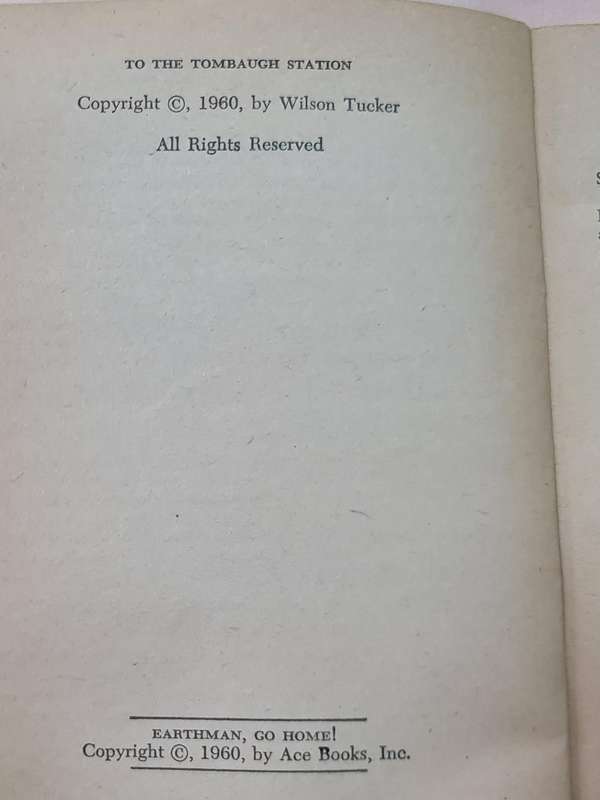 TO THE TOMBAUGH STATION
Copyright ©, 1960, by Wilson Tucker
All Rights Reserved
EARTHMAN, GO HOME!
Copyright ©, 1960, by Ace Books, Inc.